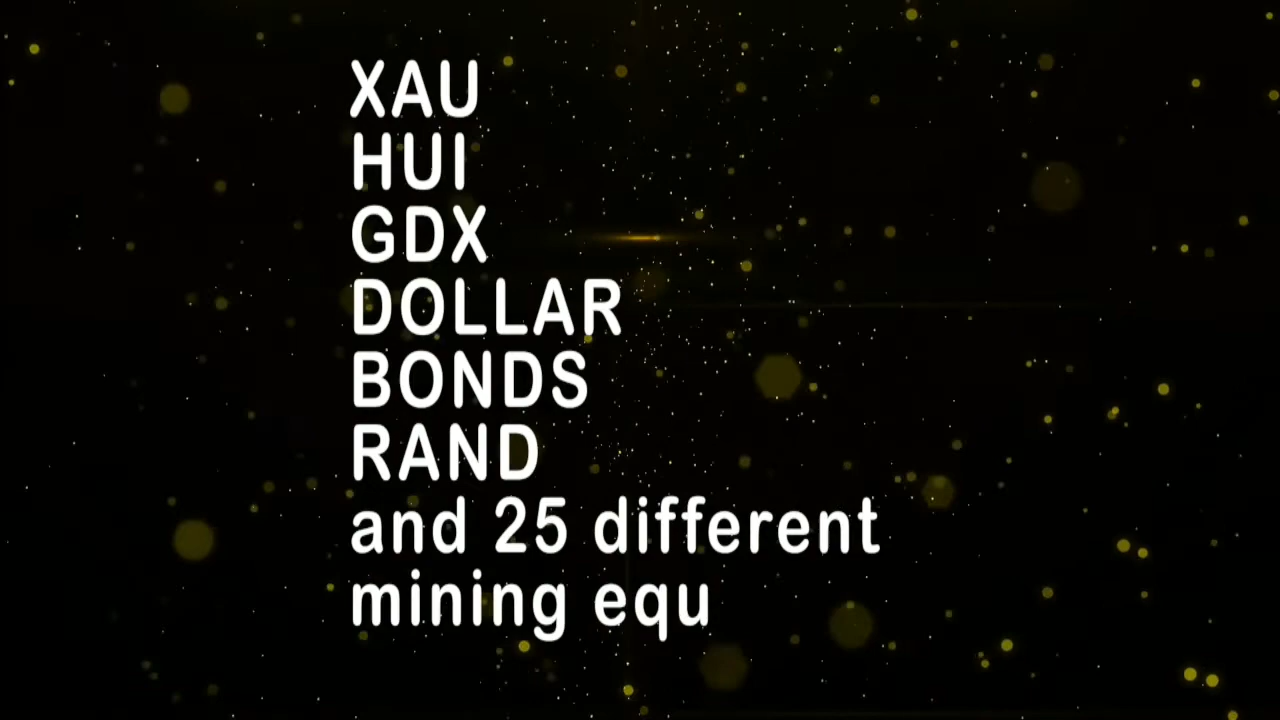 XAU
HUI
GDX
DOLLAR
BONDS
RAND
and 25 different
mining equ